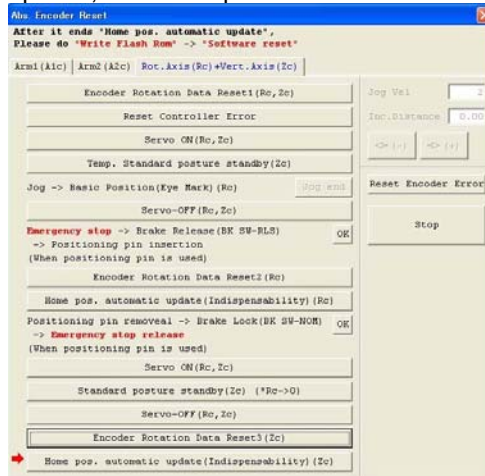 Abs. Encoder Reset
After it ends "Home pos. automatic update",
Please do "Write Flash Rom" -> "Software reset"
Arm1(A1c) Arm2(A2c) Rot.Axis(Rc)+Vert.Axis(Zc)
Encoder Rotation Data Reset1(Rc,Zc)
Reset Controller Error
Servo ON(Rc,Zc)
Temp. Standard posture standby(Zc)
Jog -> Basic Position(Eye Mark)(Rc) Jog end
Servo-OFF(Rc,Zc)
Emergency stop -> Brake Release(BK SW-RLS) OK
-> Positioning pin insertion
(When positioning pin is used)
Encoder Rotation Data Reset2(Rc)
Home pos. automatic update(Indispensability)(Rc)
Positioning pin removeal -> Brake Lock(BK SW-NOM) OK
-> Emergency stop release
(When positioning pin is used)
Servo ON(Rc,Zc)
Standard posture standby(Zc) (*Rc->0)
Servo-OFF(Rc,Zc)
Encoder Rotation Data Reset3(Zc)
Home pos. automatic update(Indispensability)(Zc)
Jog Vel 2
Inc.Distance 0.00
Reset Encoder Error
Stop